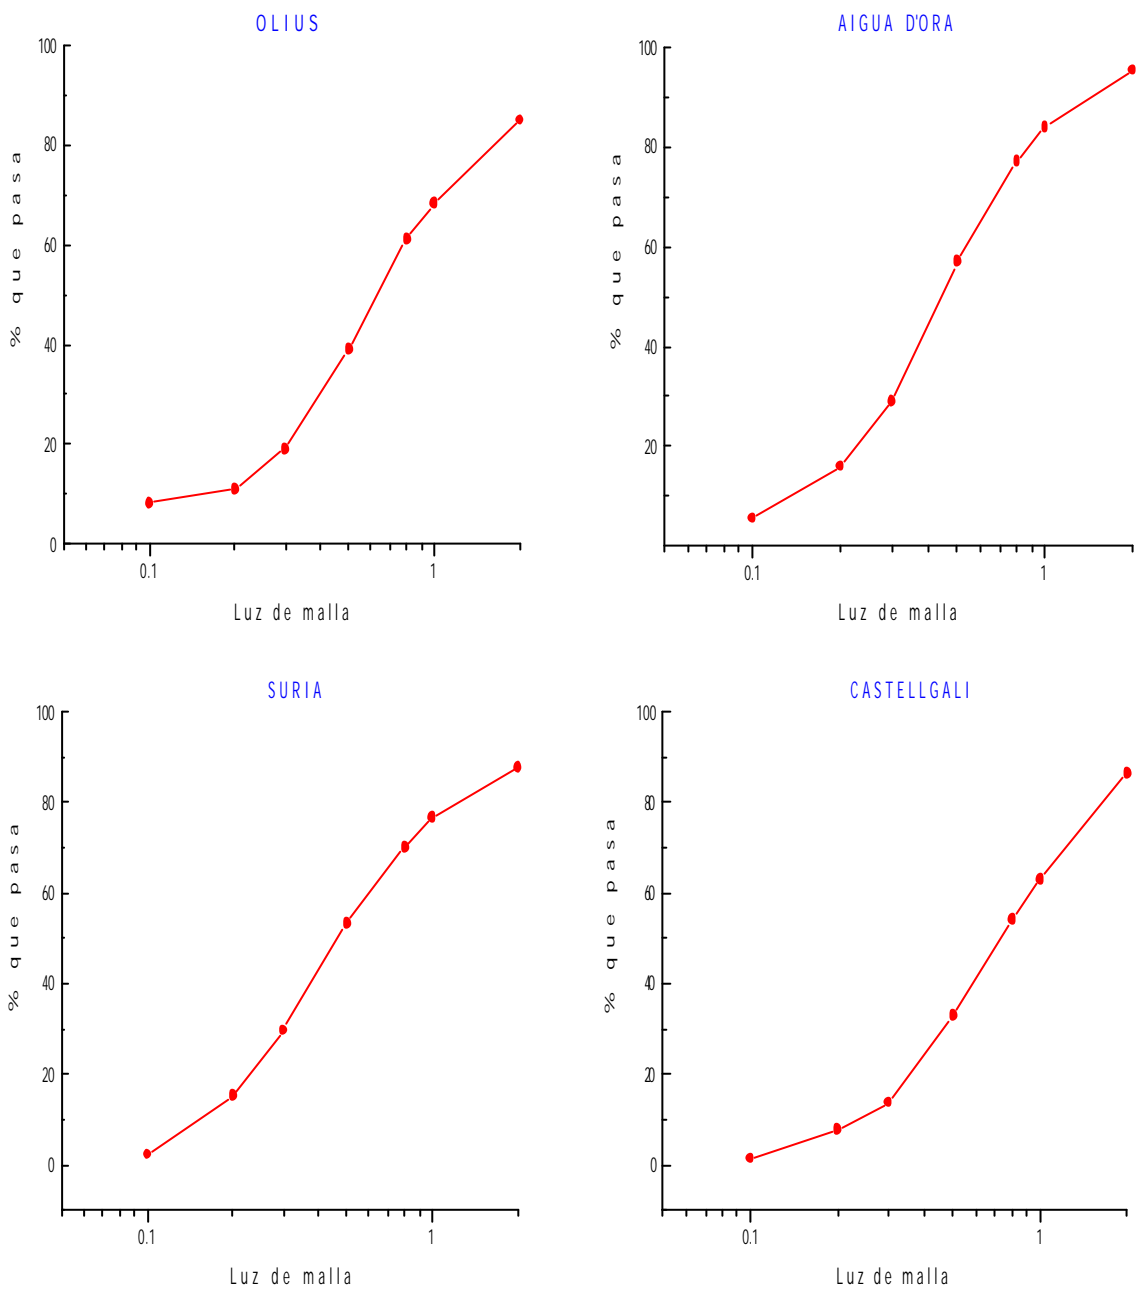 OLIUS
100
80
60
40
20
0
% que pasa
0.1 1
Luz de malla
AIGUA D'ORA
100
80
60
40
20
% que pasa
0.1 1
Luz de malla
SURIA
100
80
60
40
20
0
% que pasa
0.1 1
Luz de malla
CASTELLGALI
100
80
60
40
20
0
% que pasa
0.1 1
Luz de malla